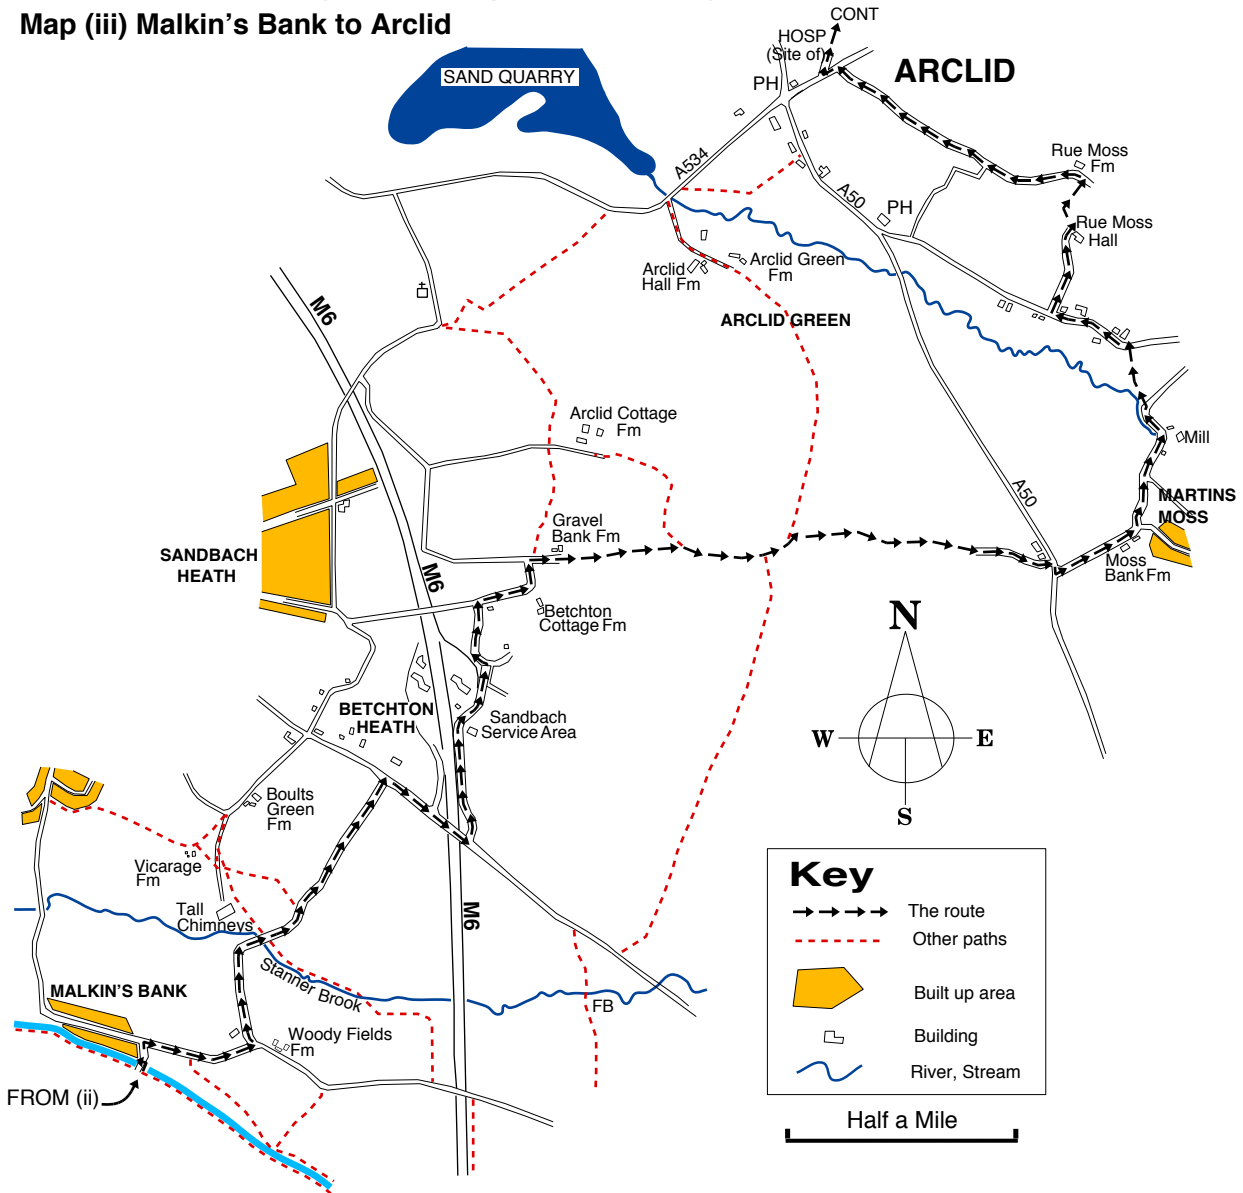 Map (iii) Malkin's Bank to Arclid
CONT
HOSP
(Site of)
ARCLID
SAND QUARRY
PH
A534
Rue Moss
Fm
A50
PH
Rue Moss
Hall
Arclid
Hall Fm
Arclid Green
Fm
M6
ARCLID GREEN
Arclid Cottage
Fm
Mill
A50
MARTINS
MOSS
Gravel
Bank Fm
SANDBACH
HEATH
M6
Moss
Bank Fm
Betchton
Cottage Fm
N
W
E
S
BETCHTON
HEATH
Sandbach
Service Area
Boults
Green
Fm
Vicarage
Fm
Tall
Chimneys
M6
Stanner Brook
MALKIN'S BANK
FB
Woody Fields
Fm
FROM (ii)
Key
The route
Other paths
Built up area
Building
River, Stream
Half a Mile